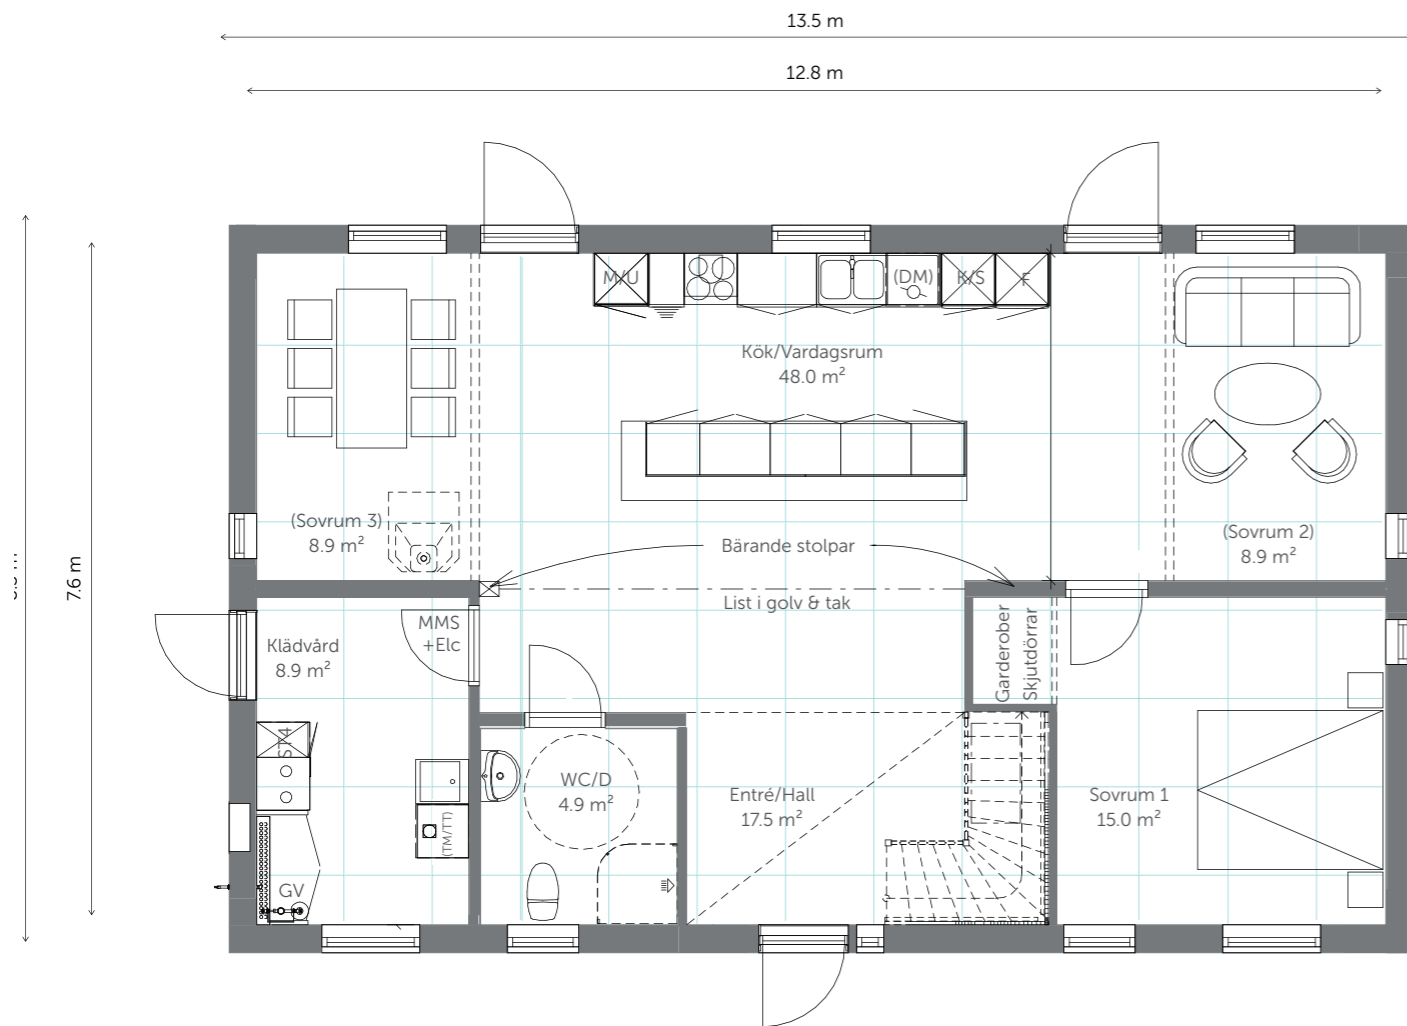 13.5 m
12.8 m
7.6 m
M/U
(DM)
K/S
F
Kök/Vardagsrum
48.0 m²
(Sovrum 3)
8.9 m²
(Sovrum 2)
8.9 m²
Bärande stolpar
List i golv & tak
MMS
+Elc
Klädvård
8.9 m²
Garderober
Skjutdörrar
ST4
WC/D
4.9 m²
Entré/Hall
17.5 m²
Sovrum 1
15.0 m²
(TM/TT)
GV